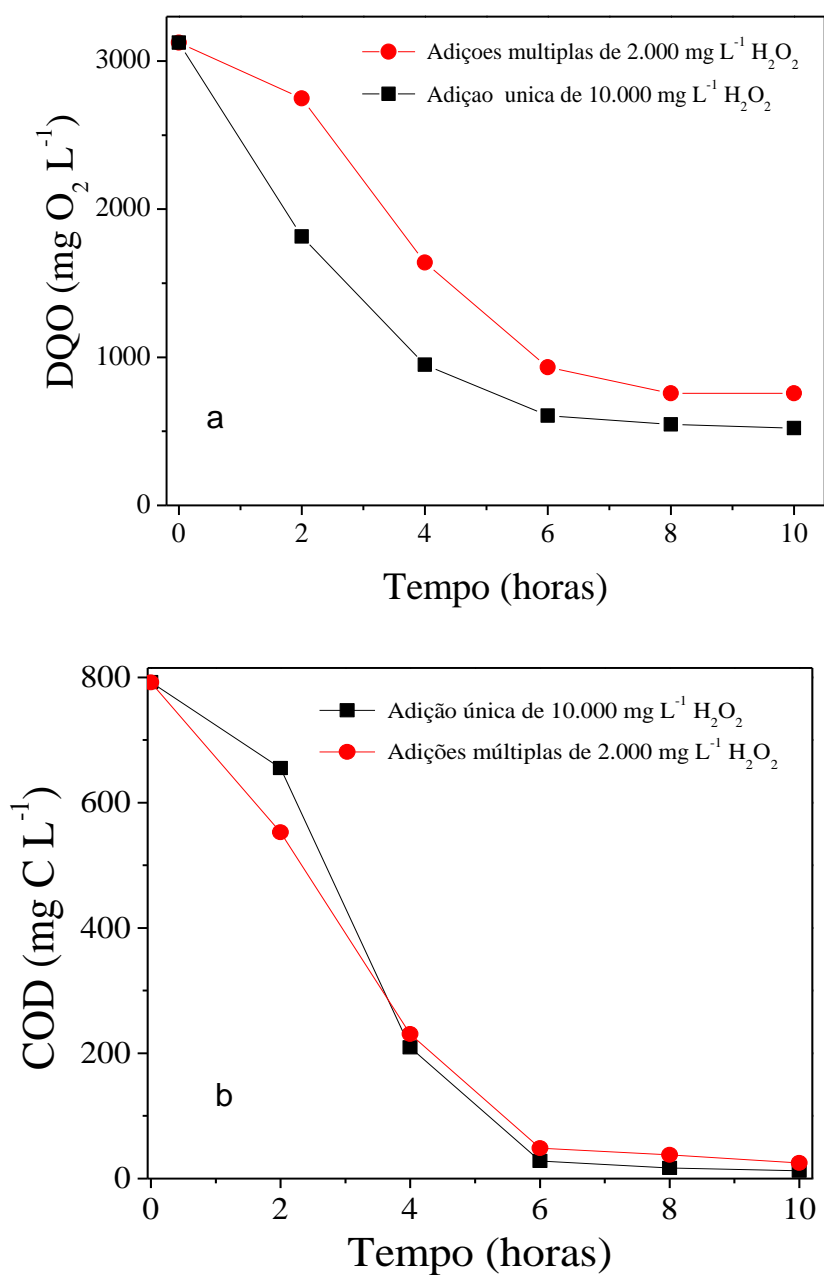 3000
Adiçoes multiplas de 2.000 mg L⁻¹ H₂O₂
Adiçao unica de 10.000 mg L⁻¹ H₂O₂
2000
DQO (mg O₂ L⁻¹)
1000
a
0
0 2 4 6 8 10
Tempo (horas)
800
Adição única de 10.000 mg L⁻¹ H₂O₂
Adições múltiplas de 2.000 mg L⁻¹ H₂O₂
600
COD (mg C L⁻¹)
400
200
b
0
0 2 4 6 8 10
Tempo (horas)